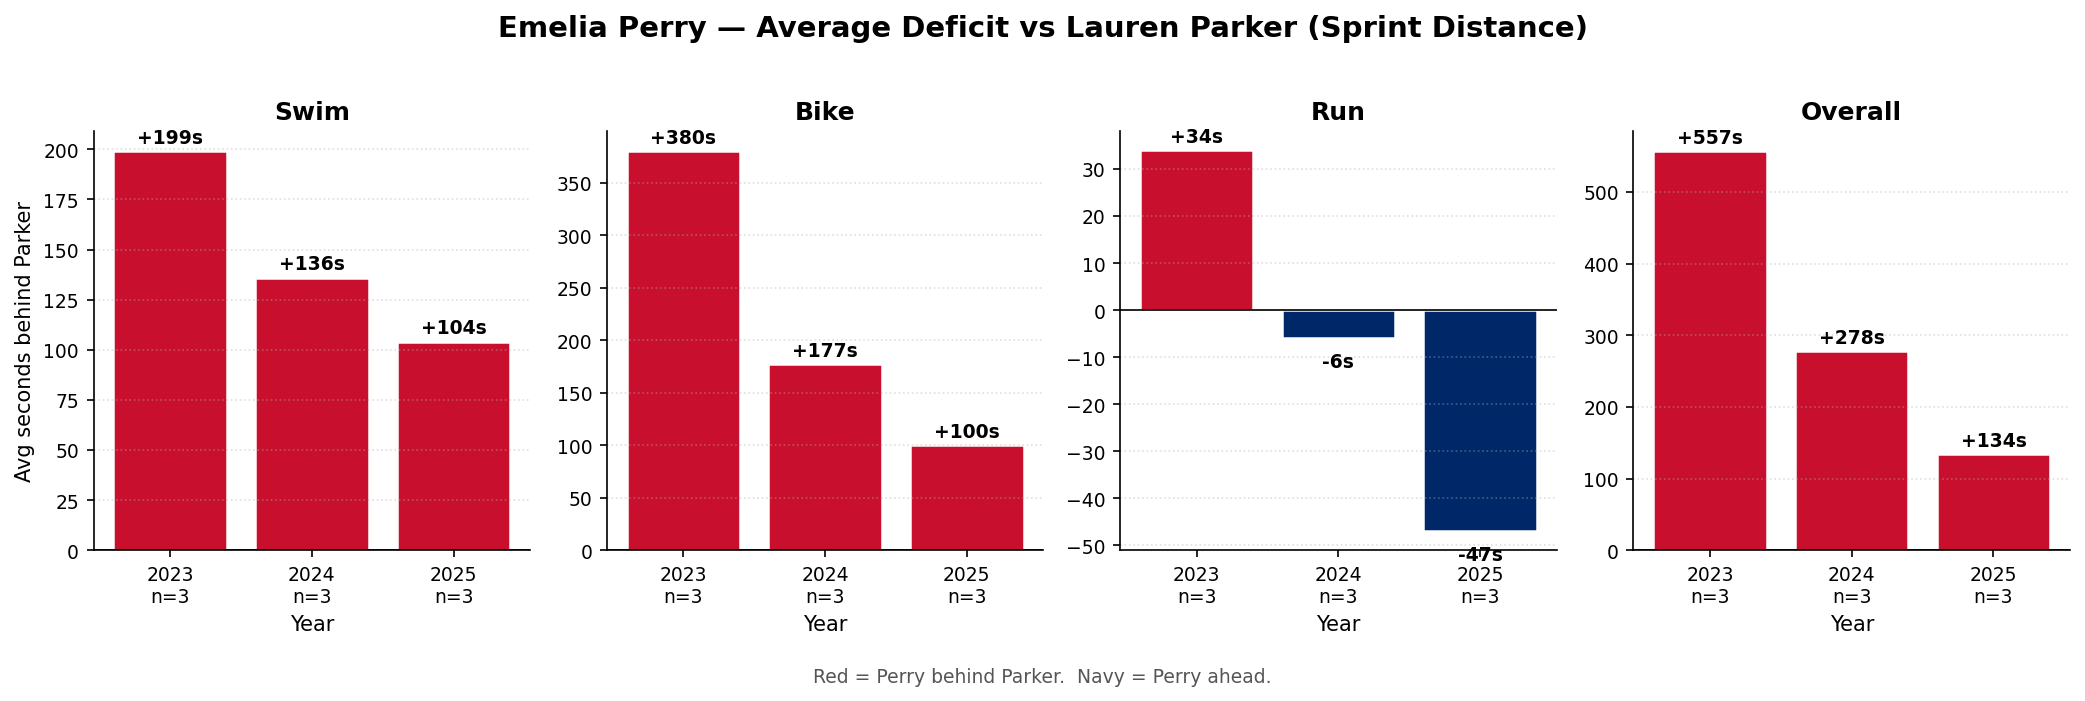 Emelia Perry — Average Deficit vs Lauren Parker (Sprint Distance)
Swim
Avg seconds behind Parker
200
175
150
125
100
75
50
25
0
+199s
+136s
+104s
2023
n=3
2024
n=3
2025
n=3
Year
Bike
350
300
250
200
150
100
50
0
+380s
+177s
+100s
2023
n=3
2024
n=3
2025
n=3
Year
Run
30
20
10
0
−10
−20
−30
−40
−50
+34s
-6s
-47s
2023
n=3
2024
n=3
2025
n=3
Year
Overall
500
400
300
200
100
0
+557s
+278s
+134s
2023
n=3
2024
n=3
2025
n=3
Year
Red = Perry behind Parker.  Navy = Perry ahead.